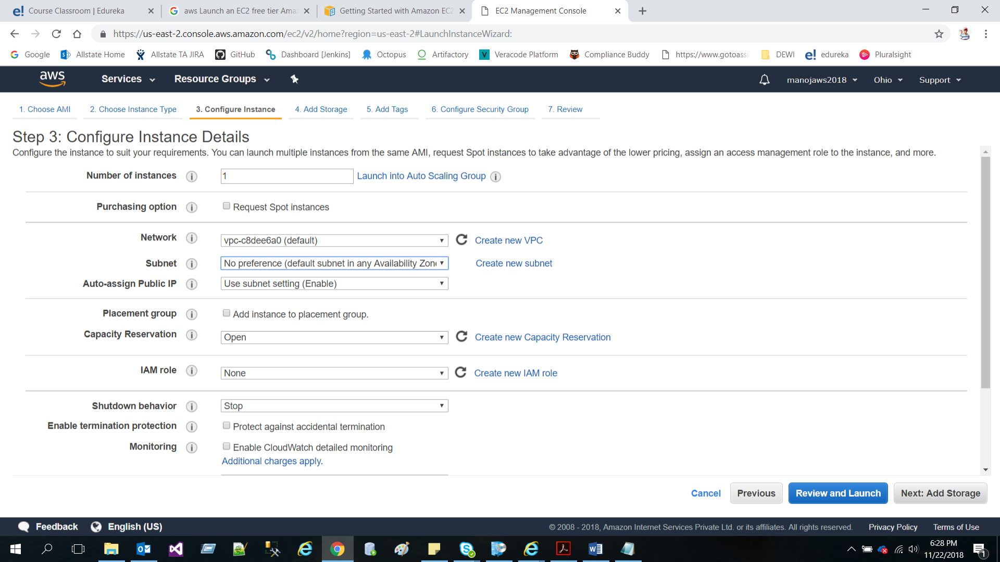 Course Classroom | Edureka
aws Launch an EC2 free tier Ama
Getting Started with Amazon EC2
EC2 Management Console
https://us-east-2.console.aws.amazon.com/ec2/v2/home?region=us-east-2#LaunchInstanceWizard:
Google
Allstate Home
Allstate TA JIRA
GitHub
Dashboard [Jenkins]
Octopus
Artifactory
Veracode Platform
Compliance Buddy
https://www.gotoassi
DEWI
edureka
Pluralsight
aws
Services
Resource Groups
manojaws2018
Ohio
Support
1. Choose AMI
2. Choose Instance Type
3. Configure Instance
4. Add Storage
5. Add Tags
6. Configure Security Group
7. Review
Step 3: Configure Instance Details
Configure the instance to suit your requirements. You can launch multiple instances from the same AMI, request Spot instances to take advantage of the lower pricing, assign an access management role to the instance, and more.
Number of instances
1
Launch into Auto Scaling Group
Purchasing option
Request Spot instances
Network
vpc-c8dee6a0 (default)
Create new VPC
Subnet
No preference (default subnet in any Availability Zon
Create new subnet
Auto-assign Public IP
Use subnet setting (Enable)
Placement group
Add instance to placement group.
Capacity Reservation
Open
Create new Capacity Reservation
IAM role
None
Create new IAM role
Shutdown behavior
Stop
Enable termination protection
Protect against accidental termination
Monitoring
Enable CloudWatch detailed monitoring
Additional charges apply.
Cancel
Previous
Review and Launch
Next: Add Storage
Feedback
English (US)
© 2008 - 2018, Amazon Internet Services Private Ltd. or its affiliates. All rights reserved.
Privacy Policy
Terms of Use
6:28 PM
11/22/2018
1